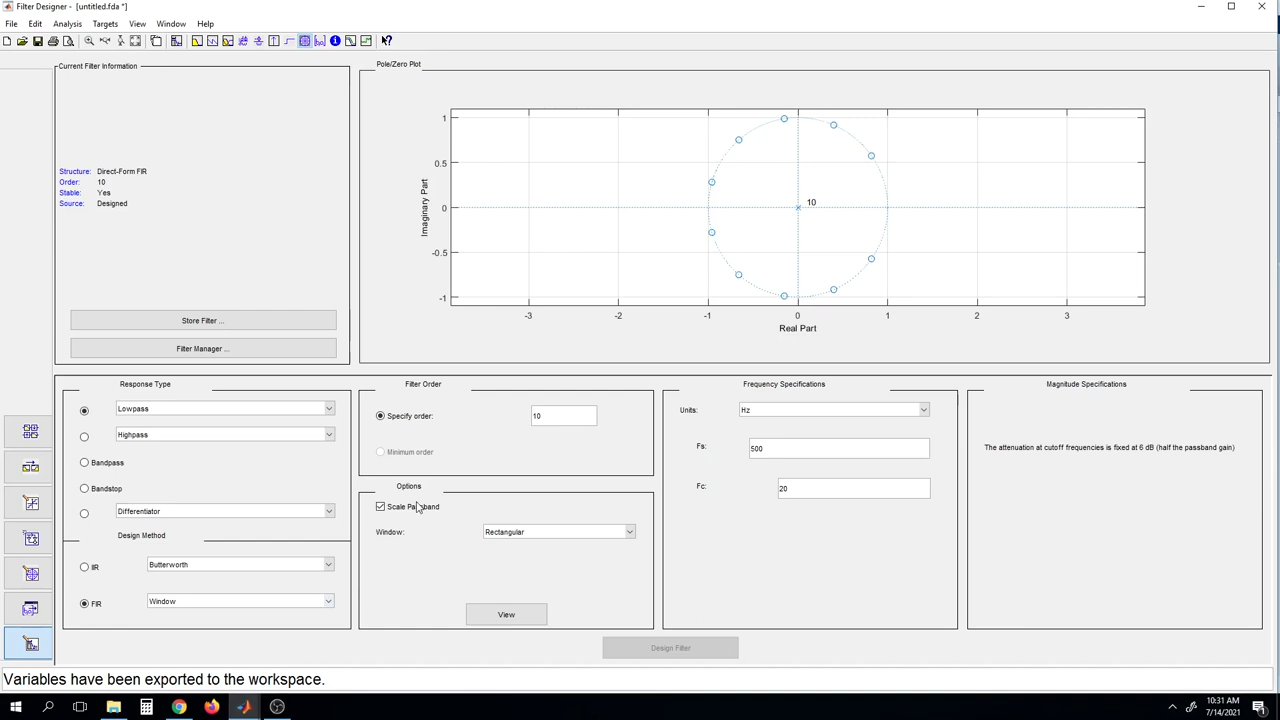 Filter Designer - [untitled.fda *]
File Edit Analysis Targets View Window Help
Current Filter Information
Structure: Direct-Form FIR
Order: 10
Stable: Yes
Source: Designed
Store Filter ...
Filter Manager ...
Pole/Zero Plot
1
0.5
0
-0.5
-1
Imaginary Part
10
-3 -2 -1 0 1 2 3
Real Part
Response Type
Lowpass
Highpass
Bandpass
Bandstop
Differentiator
Design Method
IIR Butterworth
FIR Window
Filter Order
Specify order: 10
Minimum order
Options
Scale Passband
Window: Rectangular
View
Frequency Specifications
Units: Hz
Fs: 500
Fc: 20
Magnitude Specifications
The attenuation at cutoff frequencies is fixed at 6 dB (half the passband gain)
Design Filter
Variables have been exported to the workspace.
10:31 AM
7/14/2021